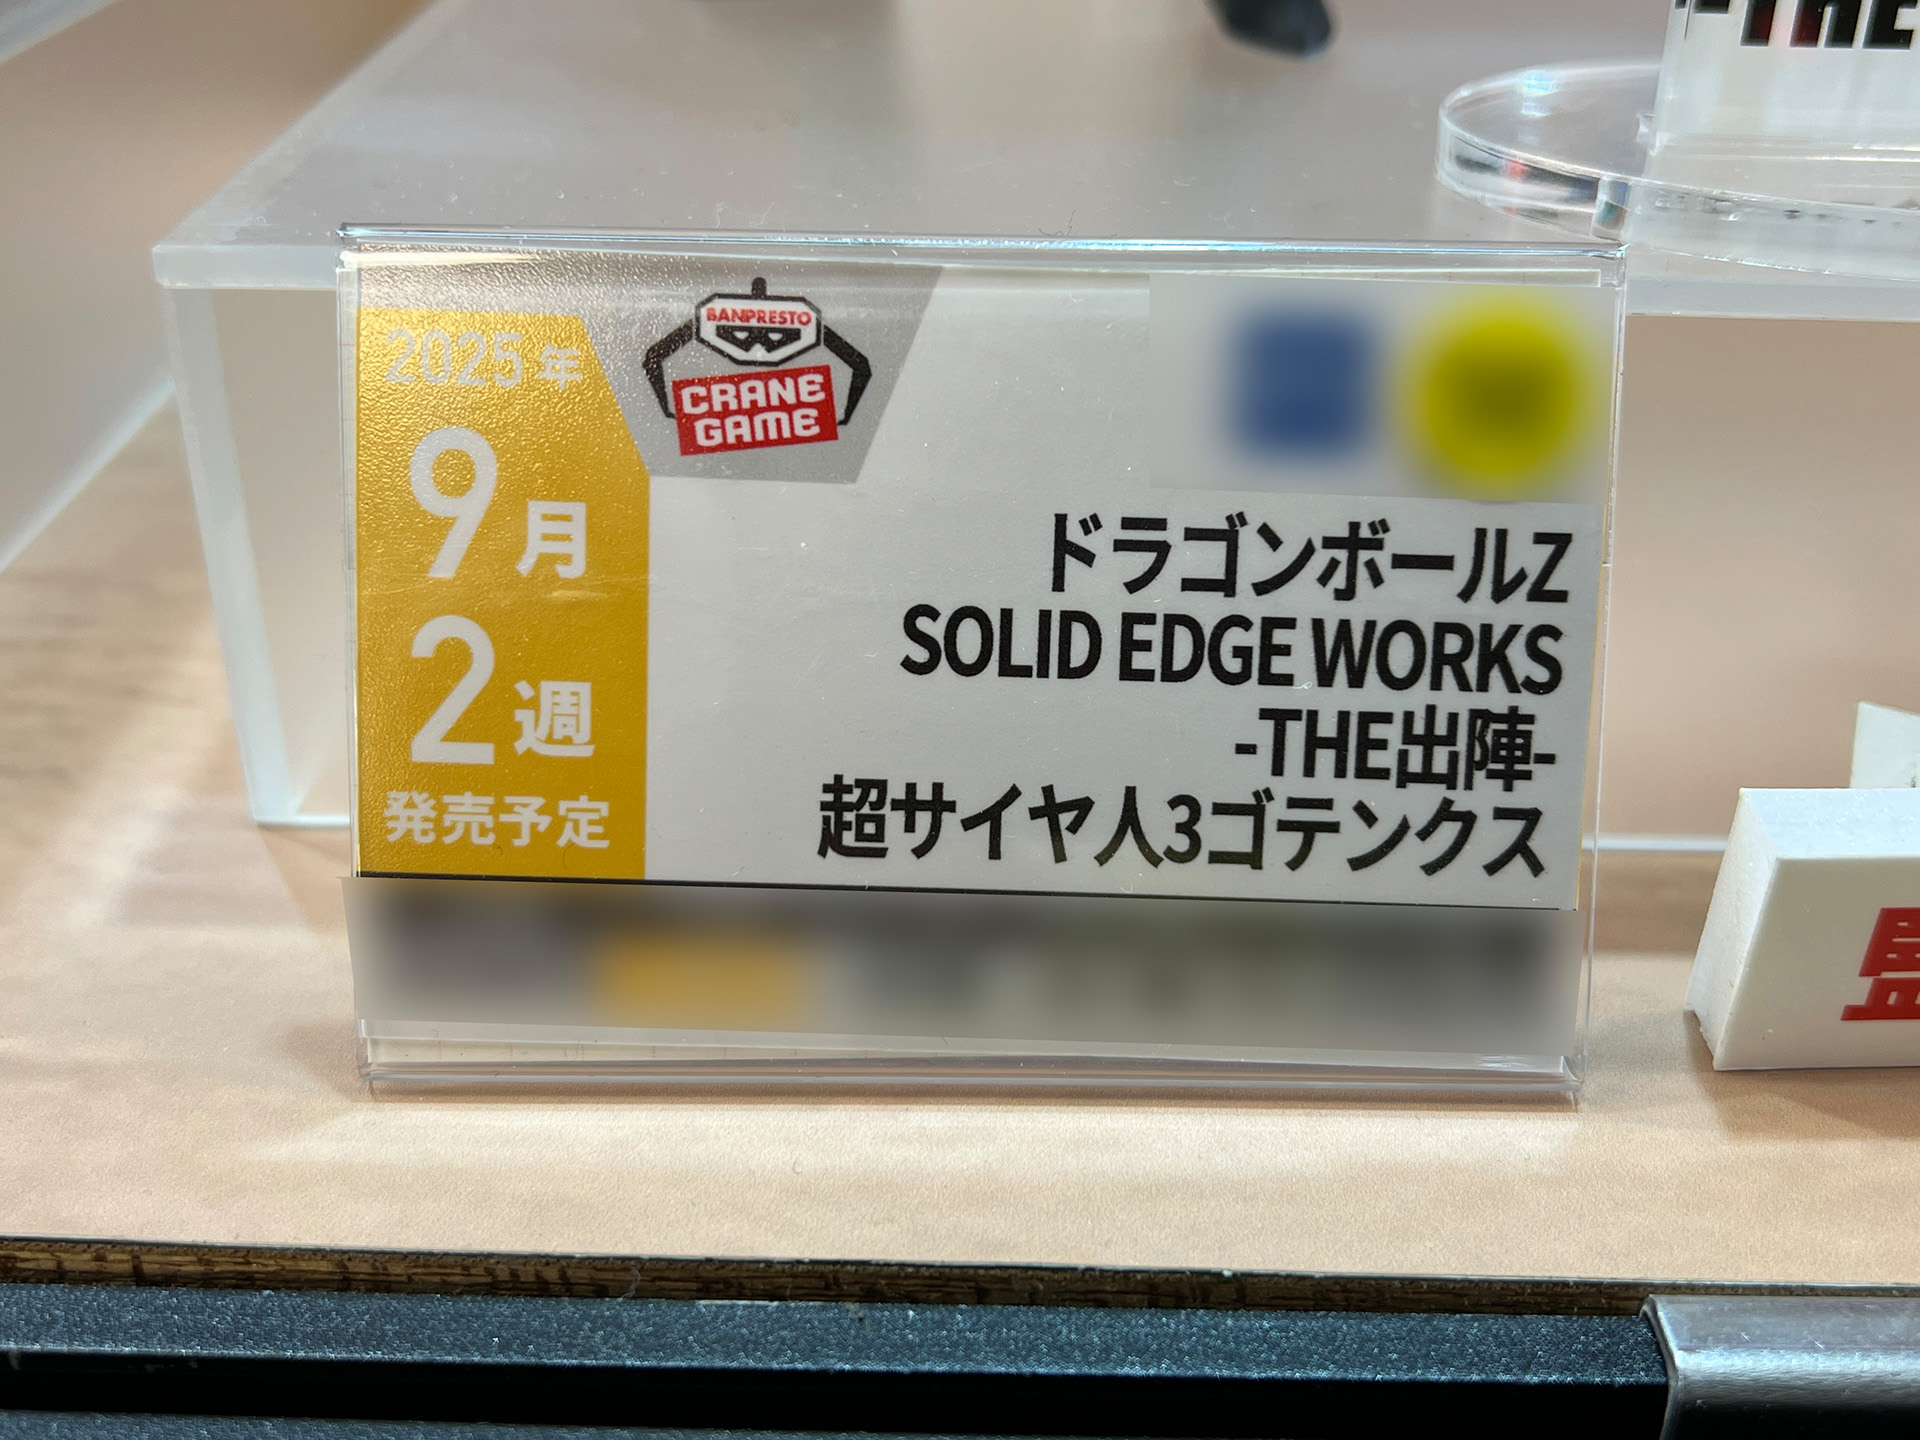 2025年
9月
2週
発売予定
BANPRESTO
CRANE
GAME
ドラゴンボールZ
SOLID EDGE WORKS
-THE出陣-
超サイヤ人3ゴテンクス
-THE